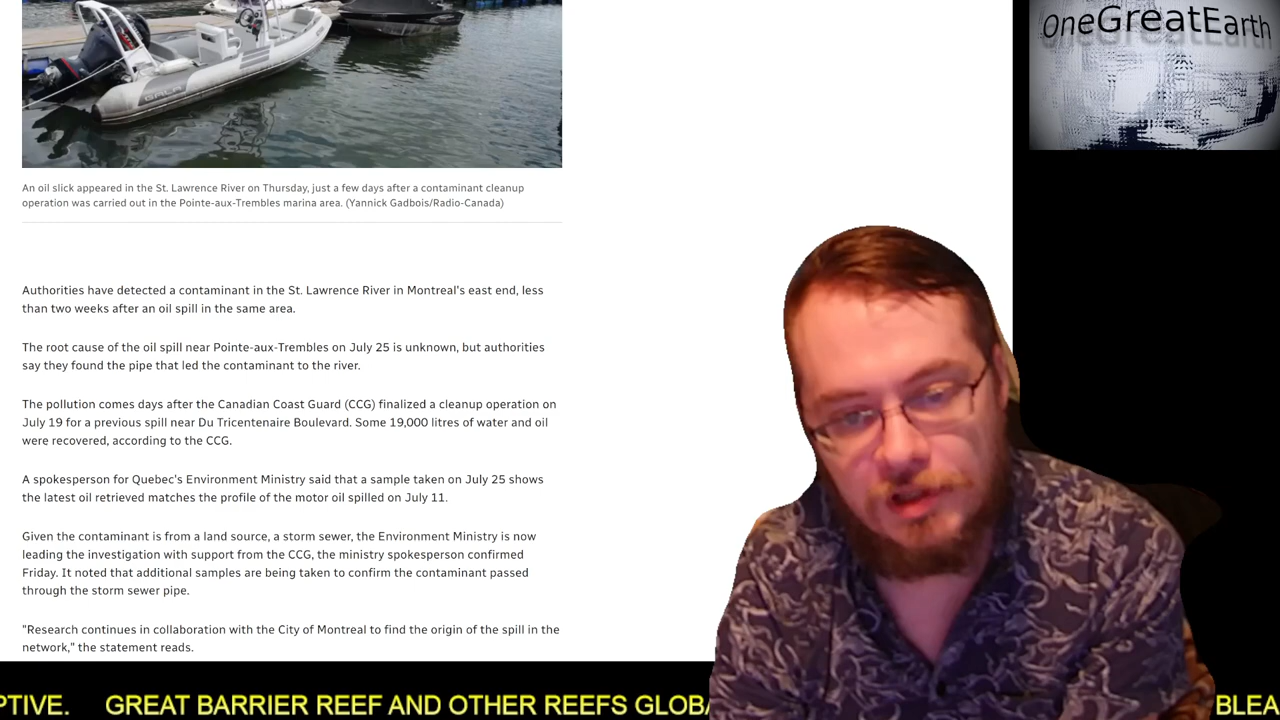 OneGreatEarth
GALA
An oil slick appeared in the St. Lawrence River on Thursday, just a few days after a contaminant cleanup
operation was carried out in the Pointe-aux-Trembles marina area. (Yannick Gadbois/Radio-Canada)
Authorities have detected a contaminant in the St. Lawrence River in Montreal's east end, less
than two weeks after an oil spill in the same area.
The root cause of the oil spill near Pointe-aux-Trembles on July 25 is unknown, but authorities
say they found the pipe that led the contaminant to the river.
The pollution comes days after the Canadian Coast Guard (CCG) finalized a cleanup operation on
July 19 for a previous spill near Du Tricentenaire Boulevard. Some 19,000 litres of water and oil
were recovered, according to the CCG.
A spokesperson for Quebec's Environment Ministry said that a sample taken on July 25 shows
the latest oil retrieved matches the profile of the motor oil spilled on July 11.
Given the contaminant is from a land source, a storm sewer, the Environment Ministry is now
leading the investigation with support from the CCG, the ministry spokesperson confirmed
Friday. It noted that additional samples are being taken to confirm the contaminant passed
through the storm sewer pipe.
"Research continues in collaboration with the City of Montreal to find the origin of the spill in the
network," the statement reads.
PTIVE. GREAT BARRIER REEF AND OTHER REEFS GLOBA BLEA